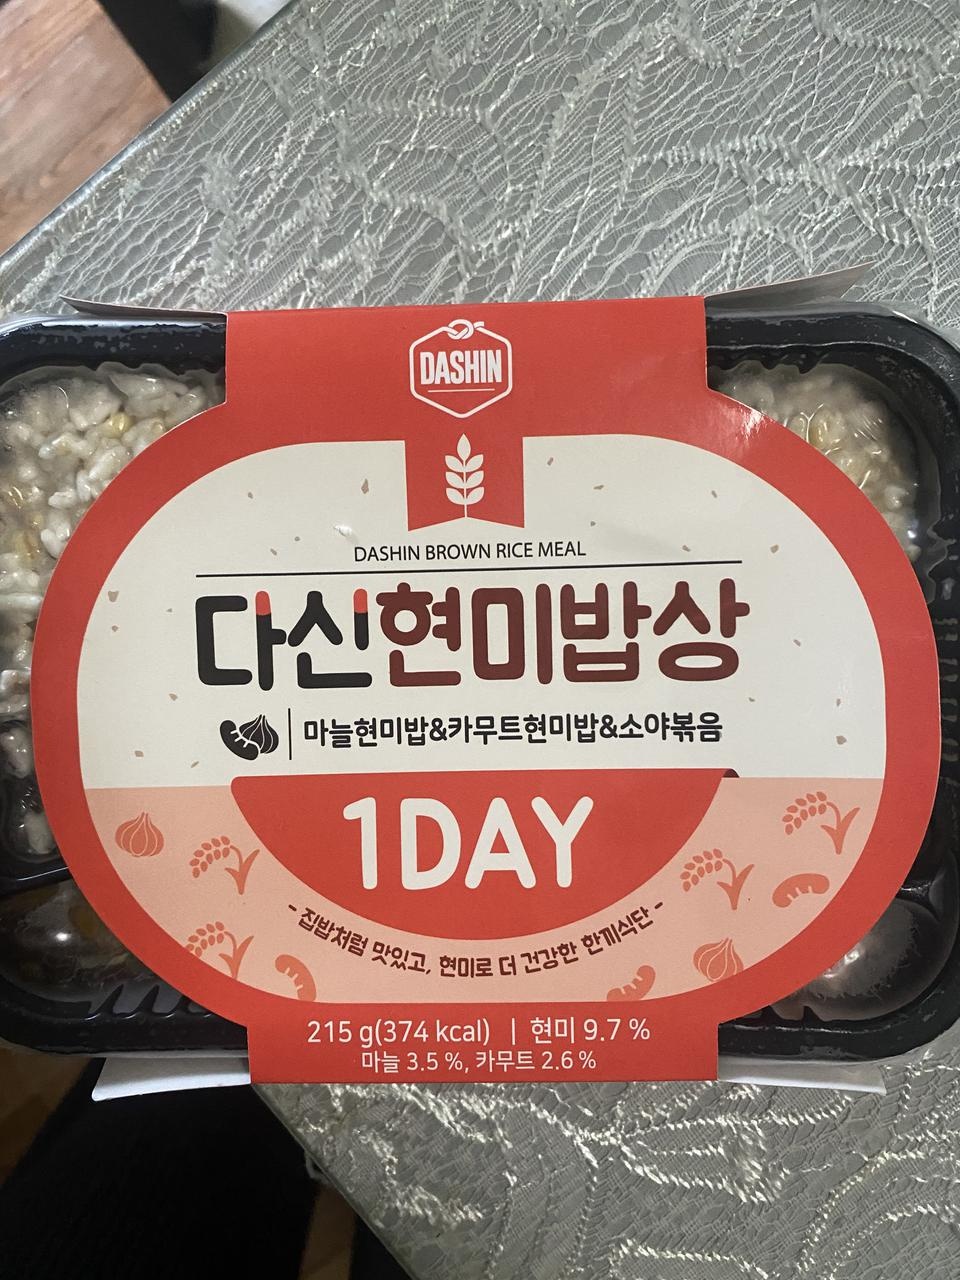 DASHIN
DASHIN BROWN RICE MEAL
다신현미밥상
마늘현미밥&카무트현미밥&소야볶음
1DAY
- 집밥처럼 맛있고, 현미로 더 건강한 한끼식단 -
215 g(374 kcal) | 현미 9.7 %
마늘 3.5 %, 카무트 2.6 %